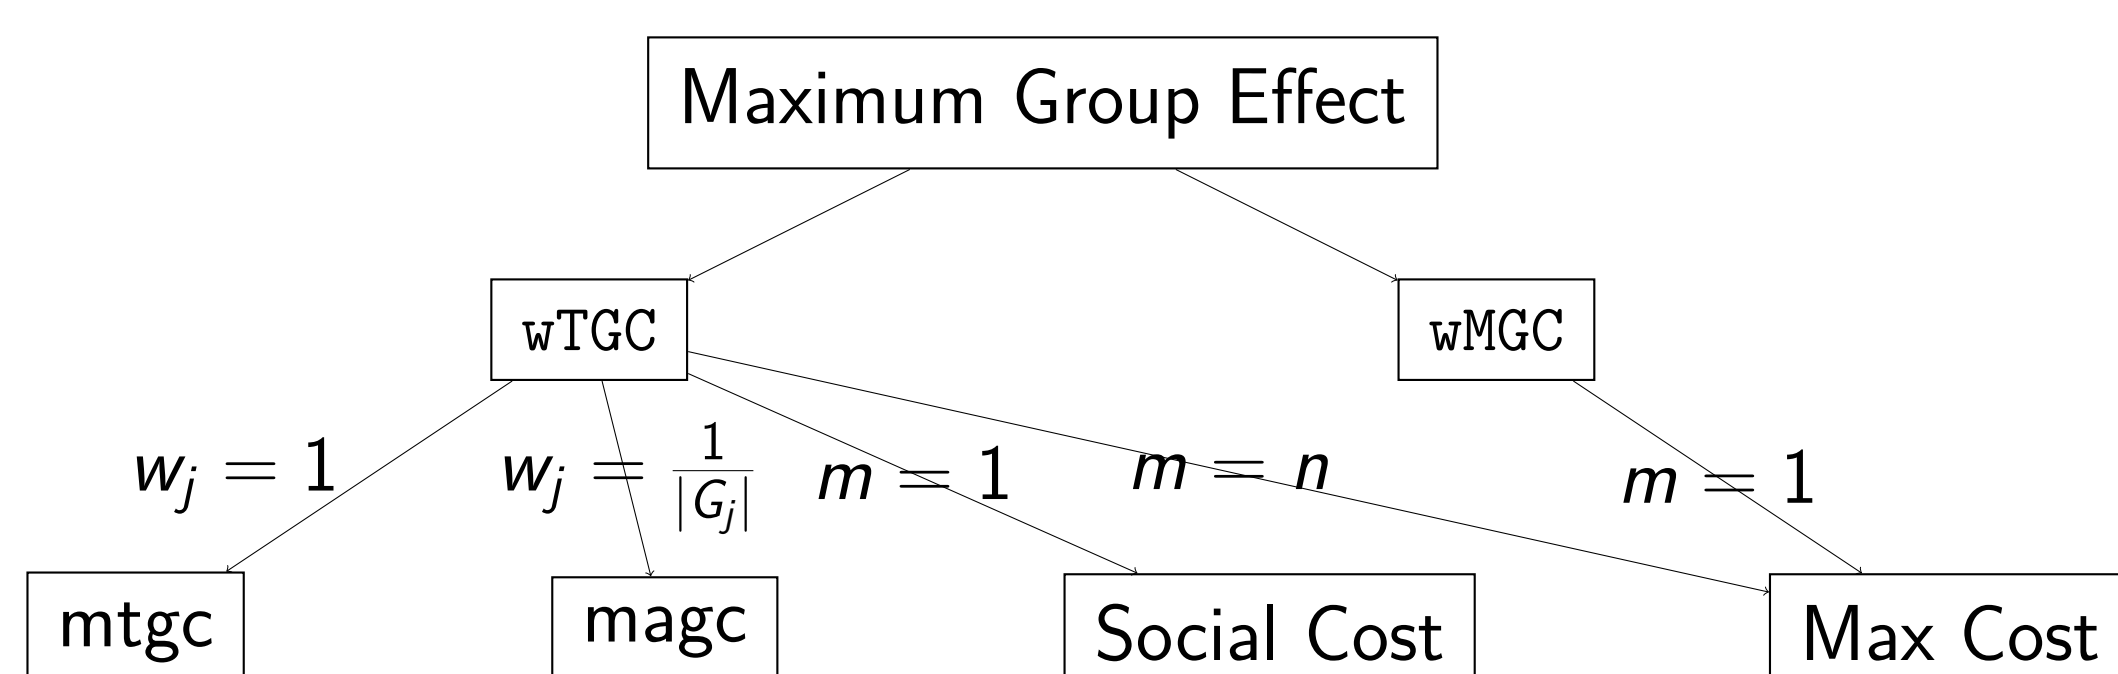 Maximum Group Effect
wTGC
wMGC
w_j = 1
w_j = 1/|G_j|
m = 1
m = n
m = 1
mtgc
magc
Social Cost
Max Cost